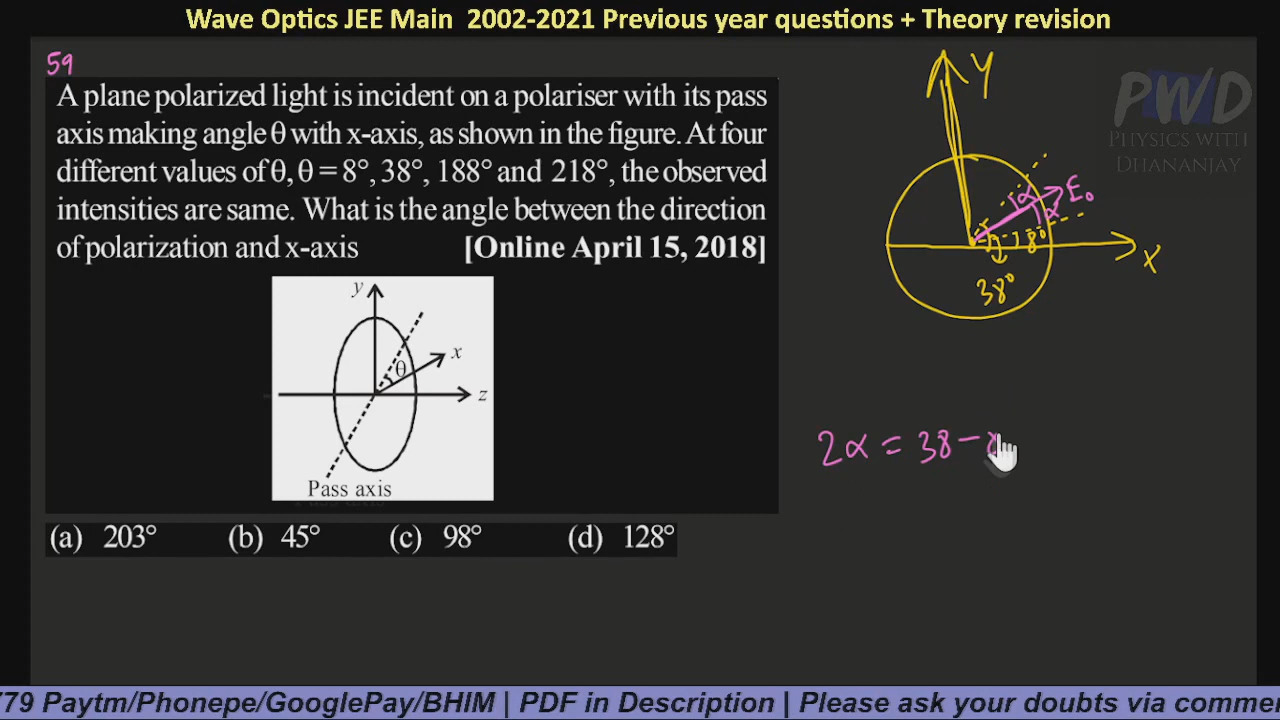 Wave Optics JEE Main 2002-2021 Previous year questions + Theory revision
59
A plane polarized light is incident on a polariser with its pass
axis making angle θ with x-axis, as shown in the figure. At four
different values of θ, θ = 8°, 38°, 188° and 218°, the observed
intensities are same. What is the angle between the direction
of polarization and x-axis [Online April 15, 2018]
y
x
θ
z
Pass axis
(a) 203° (b) 45° (c) 98° (d) 128°
Y
PWD
PHYSICS WITH
DHANANJAY
α E₀
α
8°
X
38°
2α = 38 −
779 Paytm/Phonepe/GooglePay/BHIM | PDF in Description | Please ask your doubts via comme